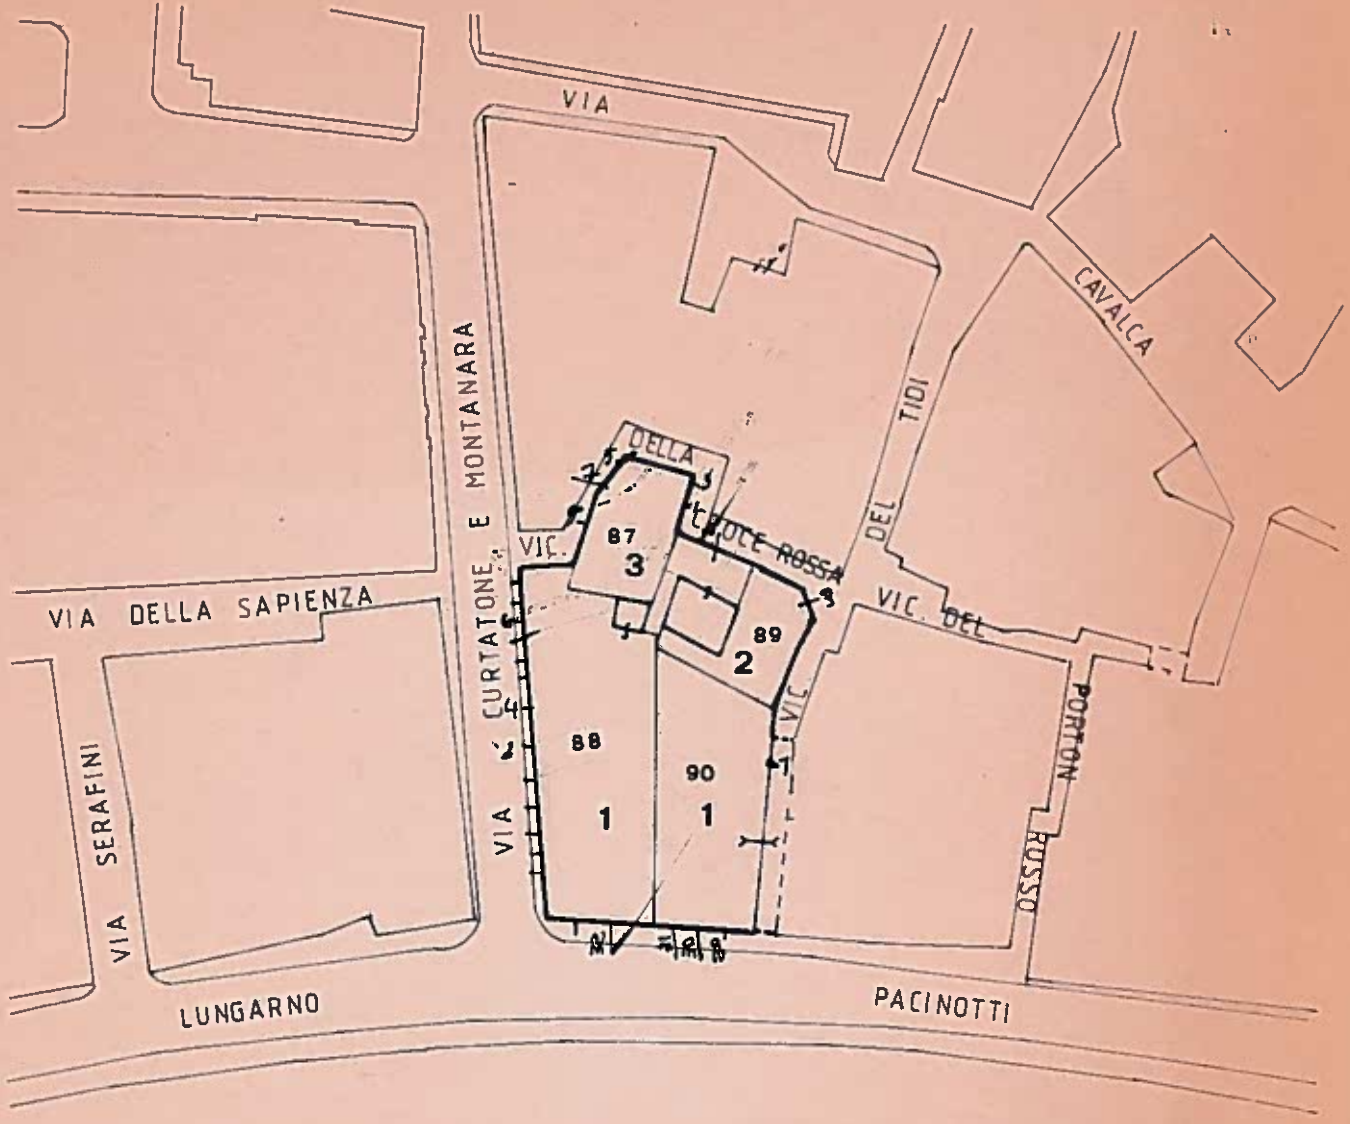 VIA
CAVALCA
VIA CURTATONE E MONTANARA
DEL TIDI
VIC. DELLA CROCE ROSSA
87
3
VIA DELLA SAPIENZA
VIC. DEL
89
2
VIC.
PORTON
88
90
1
1
VIA SERAFINI
RUSSO
LUNGARNO
PACINOTTI